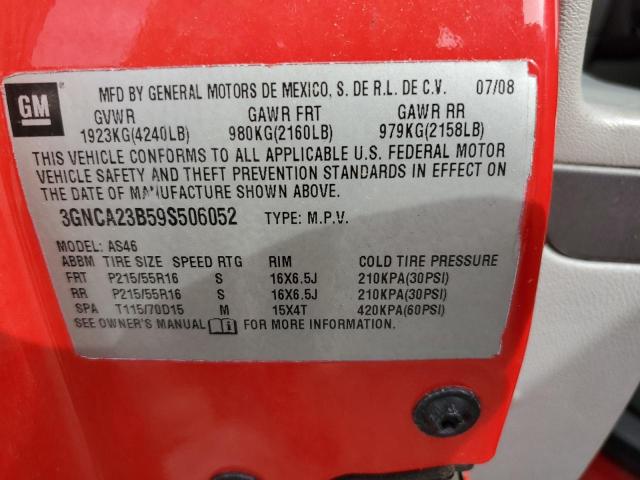 GM
MFD BY GENERAL MOTORS DE MEXICO, S. DE R.L. DE C.V. 07/08
GVWR GAWR FRT GAWR RR
1923KG(4240LB) 980KG(2160LB) 979KG(2158LB)
THIS VEHICLE CONFORMS TO ALL APPLICABLE U.S. FEDERAL MOTOR
VEHICLE SAFETY AND THEFT PREVENTION STANDARDS IN EFFECT ON
THE DATE OF MANUFACTURE SHOWN ABOVE.
3GNCA23B59S506052 TYPE: M.P.V.
MODEL: AS46
ABBM TIRE SIZE SPEED RTG RIM COLD TIRE PRESSURE
FRT P215/55R16 S 16X6.5J 210KPA(30PSI)
RR P215/55R16 S 16X6.5J 210KPA(30PSI)
SPA T115/70D15 M 15X4T 420KPA(60PSI)
SEE OWNER'S MANUAL FOR MORE INFORMATION.